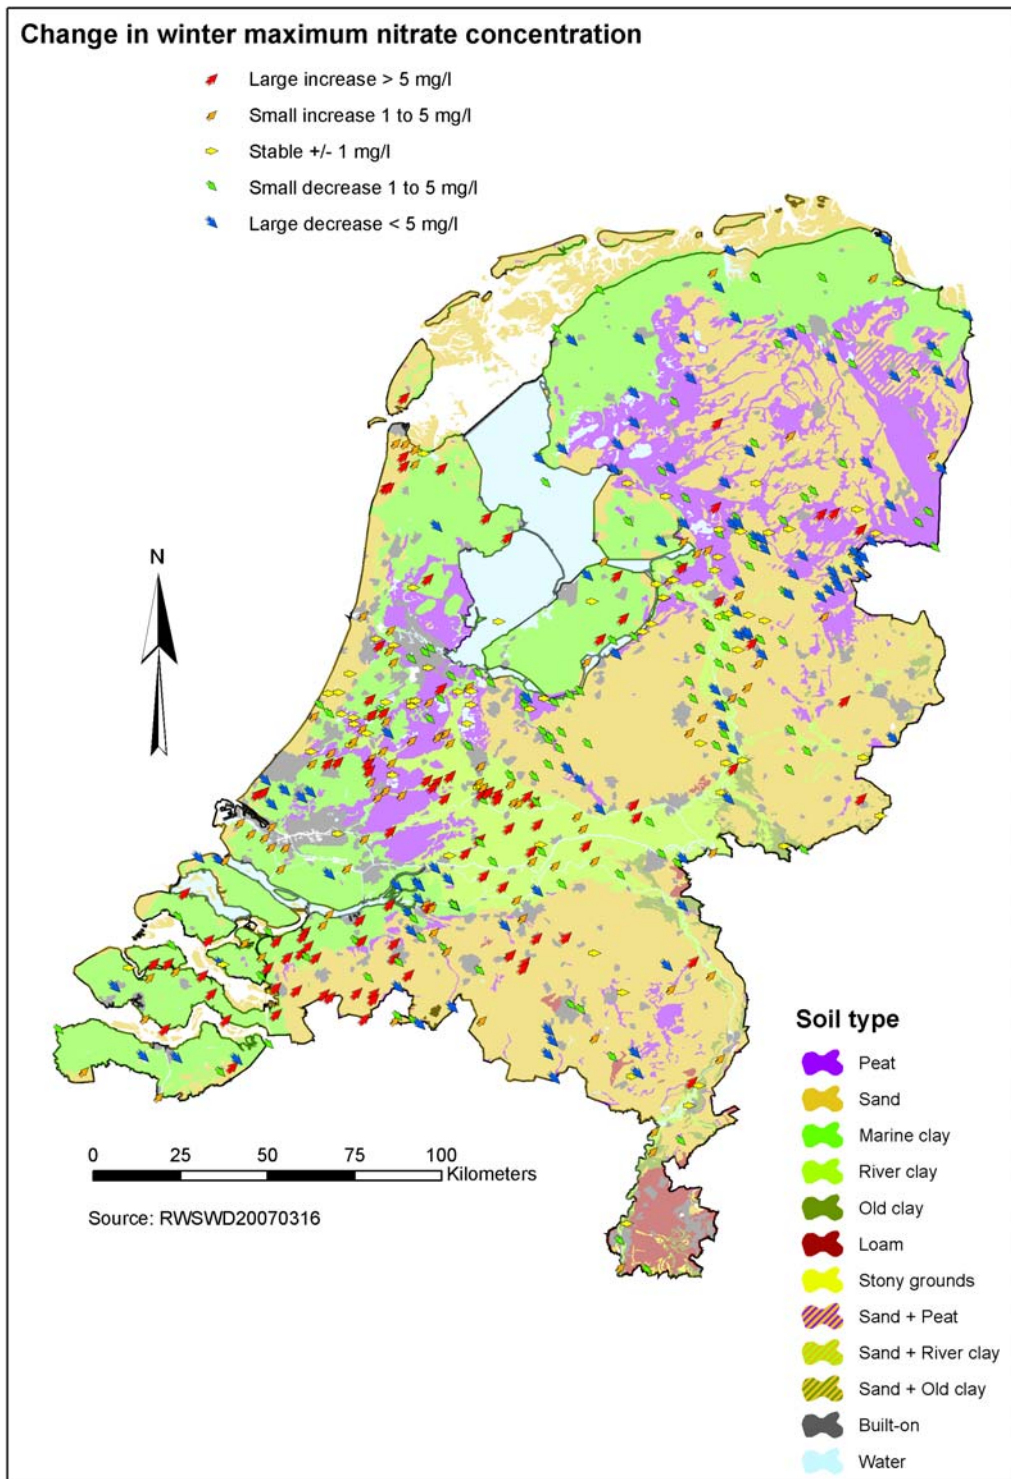 Change in winter maximum nitrate concentration
Large increase > 5 mg/l
Small increase 1 to 5 mg/l
Stable +/- 1 mg/l
Small decrease 1 to 5 mg/l
Large decrease < 5 mg/l
N
0 25 50 75 100
Kilometers
Source: RWSWD20070316
Soil type
Peat
Sand
Marine clay
River clay
Old clay
Loam
Stony grounds
Sand + Peat
Sand + River clay
Sand + Old clay
Built-on
Water